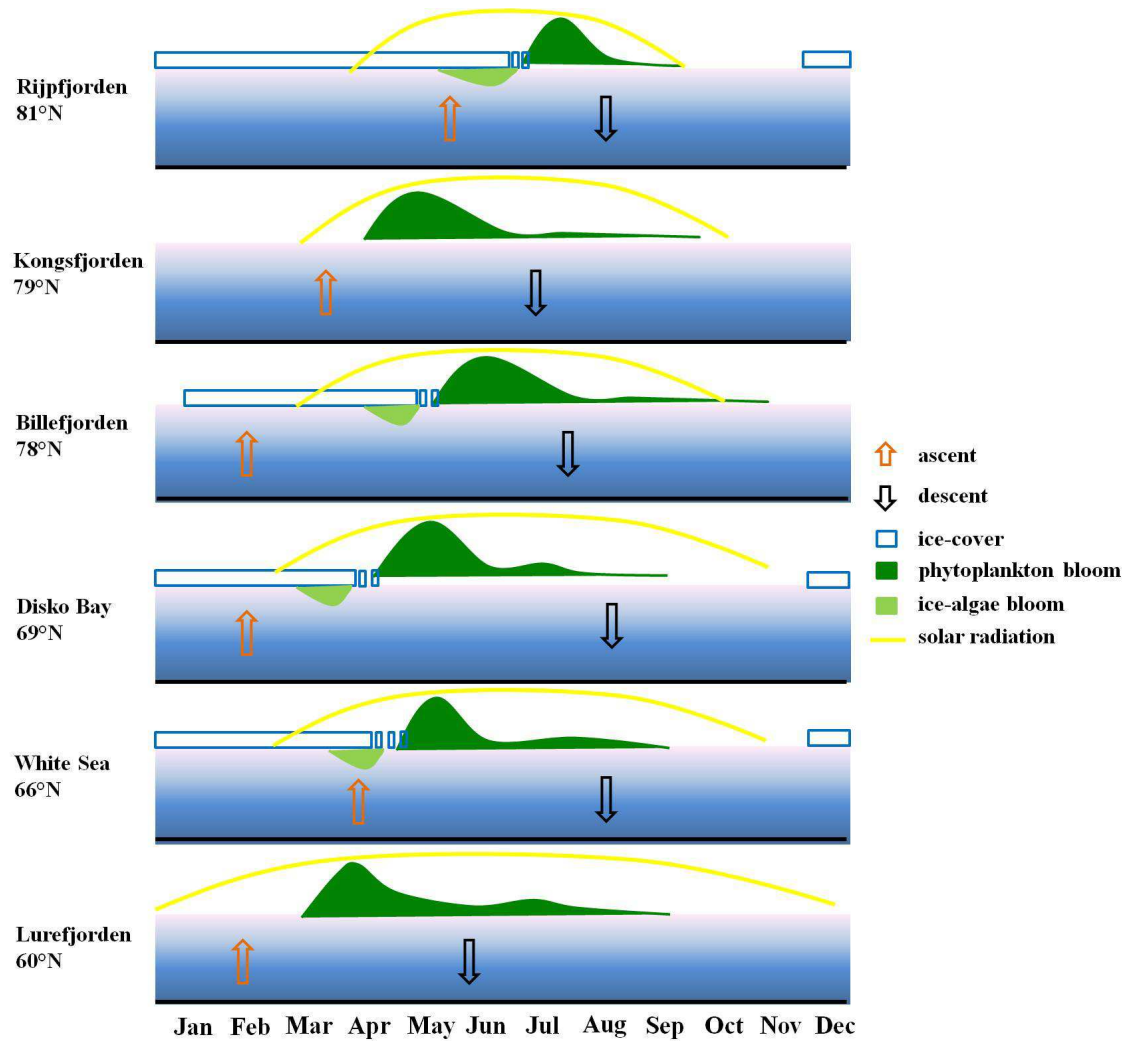 Rijpfjorden
81°N
Kongsfjorden
79°N
Billefjorden
78°N
Disko Bay
69°N
White Sea
66°N
Lurefjorden
60°N
ascent
descent
ice-cover
phytoplankton bloom
ice-algae bloom
solar radiation
Jan Feb Mar Apr May Jun Jul Aug Sep Oct Nov Dec